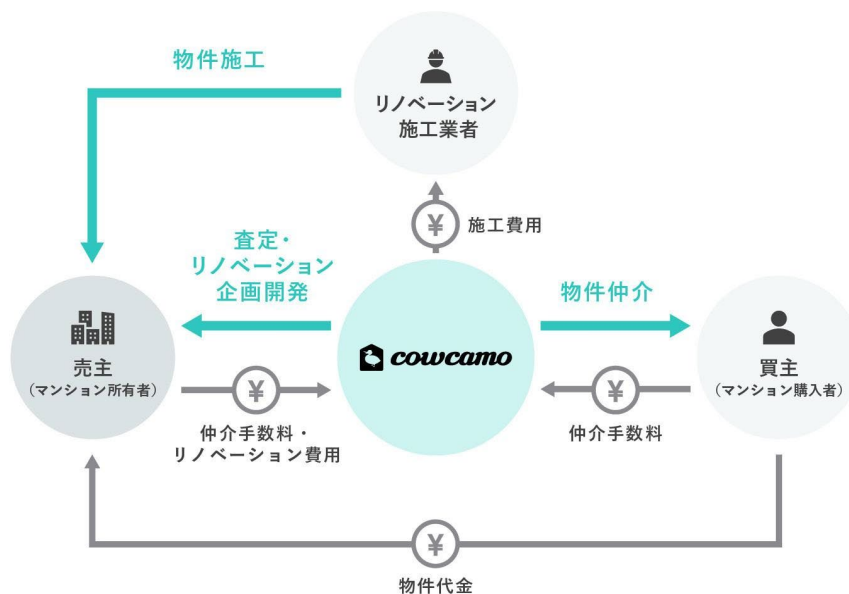 物件施工
リノベーション
施工業者
¥
施工費用
査定・
リノベーション
企画開発
物件仲介
売主
（マンション所有者）
cowcamo
買主
（マンション購入者）
¥
仲介手数料・
リノベーション費用
¥
仲介手数料
¥
物件代金